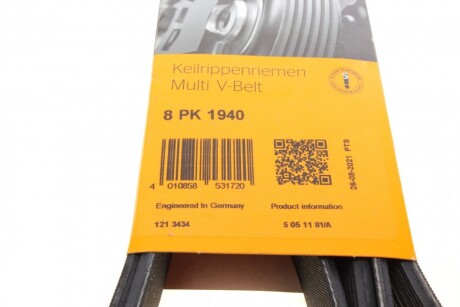 Keilrippenriemen
Multi V-Belt
8 PK 1940
4 010858 531720
26-08-2021 PTS
Engineered In Germany
Product information
121 3434
5 05 11 81/A